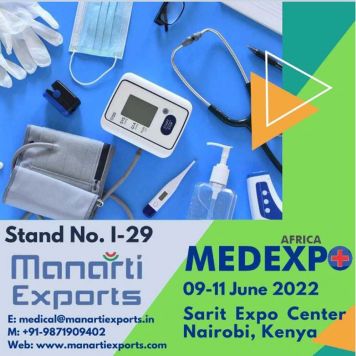 Stand No. I-29
Manarti
Exports
E: medical@manartiexports.in
M: +91-9871909402
Web: www.manartiexports.com
AFRICA
MEDEXPO
09-11 June 2022
Sarit Expo Center
Nairobi, Kenya